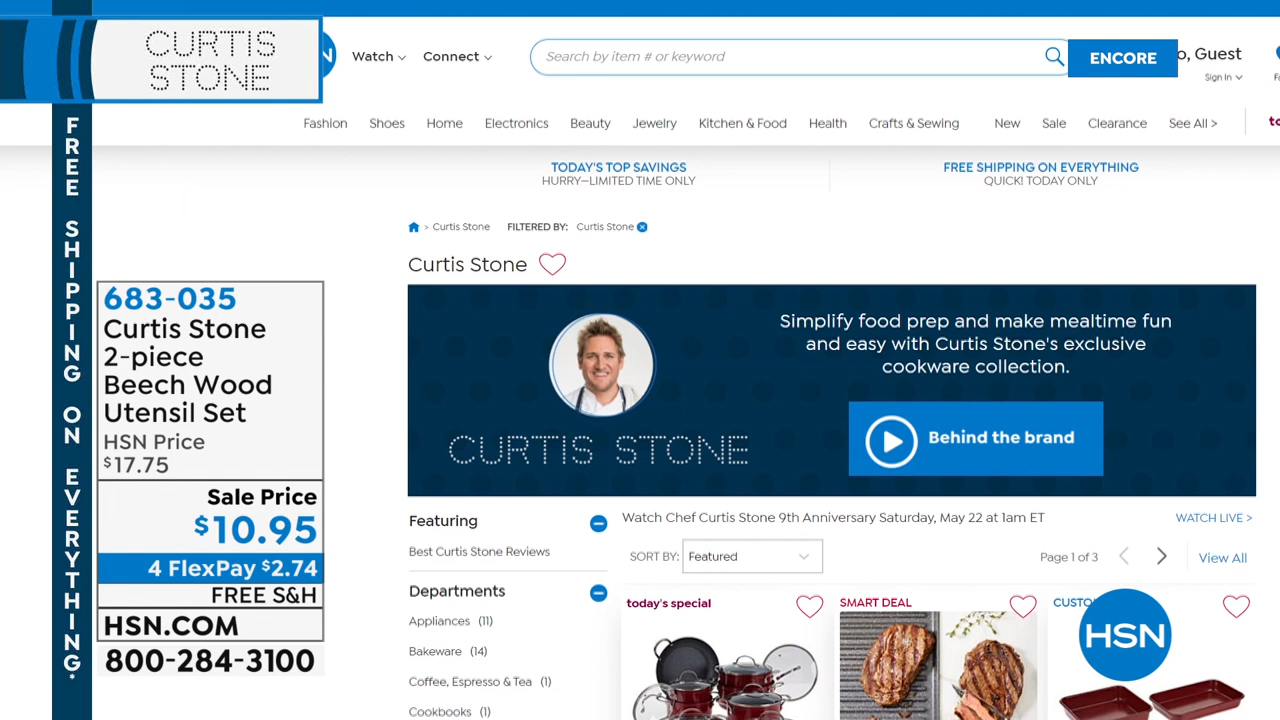 CURTIS
STONE
FREE SHIPPING ON EVERYTHING.*
683-035
Curtis Stone
2-piece
Beech Wood
Utensil Set
HSN Price
$17.75
Sale Price
$10.95
4 FlexPay $2.74
FREE S&H
HSN.COM
800-284-3100
Watch
Connect
Search by item # or keyword
ENCORE
o, Guest
Sign In
Fashion
Shoes
Home
Electronics
Beauty
Jewelry
Kitchen & Food
Health
Crafts & Sewing
New
Sale
Clearance
See All >
TODAY'S TOP SAVINGS
HURRY—LIMITED TIME ONLY
FREE SHIPPING ON EVERYTHING
QUICK! TODAY ONLY
> Curtis Stone
FILTERED BY: Curtis Stone
Curtis Stone
CURTIS STONE
Simplify food prep and make mealtime fun
and easy with Curtis Stone's exclusive
cookware collection.
Behind the brand
Featuring
Best Curtis Stone Reviews
Departments
Appliances (11)
Bakeware (14)
Coffee, Espresso & Tea (1)
Cookbooks (1)
Watch Chef Curtis Stone 9th Anniversary Saturday, May 22 at 1am ET
WATCH LIVE >
SORT BY: Featured
Page 1 of 3
View All
today's special
SMART DEAL
CUSTO
HSN